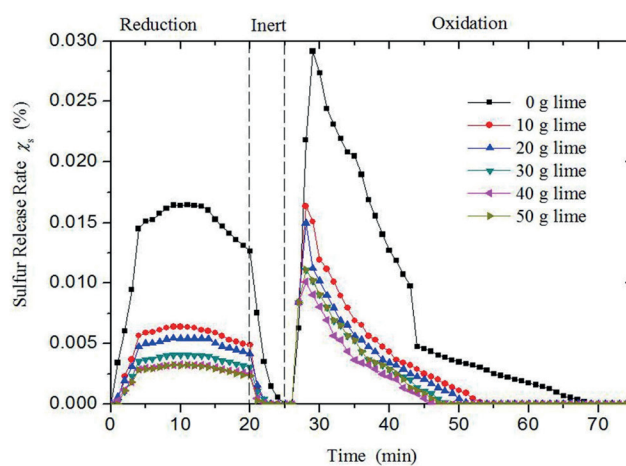 Reduction Inert Oxidation
0.030
0.025
0.020
0.015
0.010
0.005
0.000
Sulfur Release Rate χs (%)
0 g lime
10 g lime
20 g lime
30 g lime
40 g lime
50 g lime
0 10 20 30 40 50 60 70
Time (min)